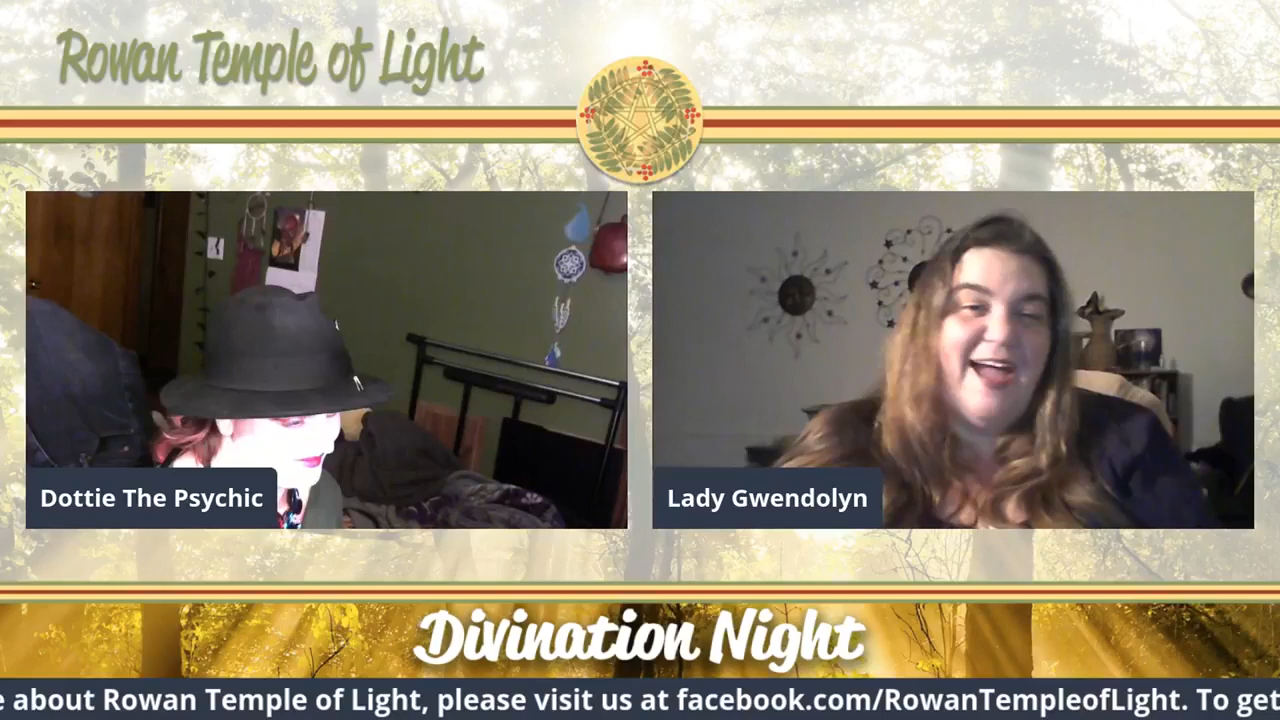 Rowan Temple of Light
Dottie The Psychic
Lady Gwendolyn
Divination Night
e about Rowan Temple of Light, please visit us at facebook.com/RowanTempleofLight. To get